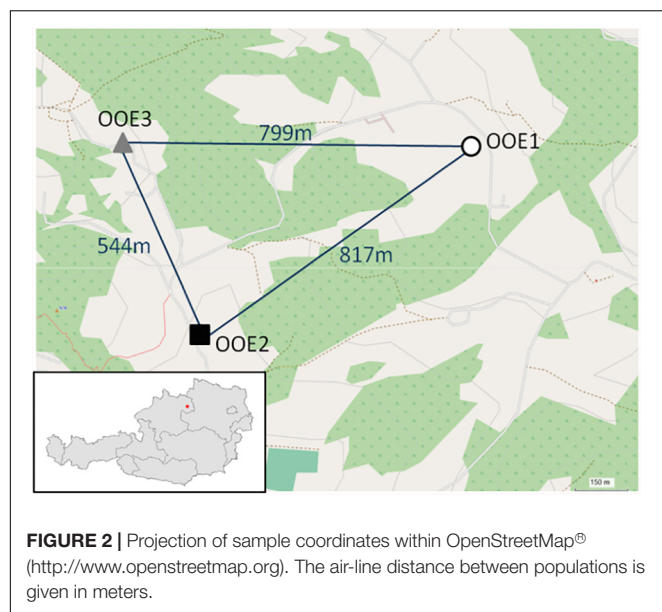 OOE3
799m
OOE1
544m
817m
OOE2
150 m
FIGURE 2 | Projection of sample coordinates within OpenStreetMap®
(http://www.openstreetmap.org). The air-line distance between populations is
given in meters.